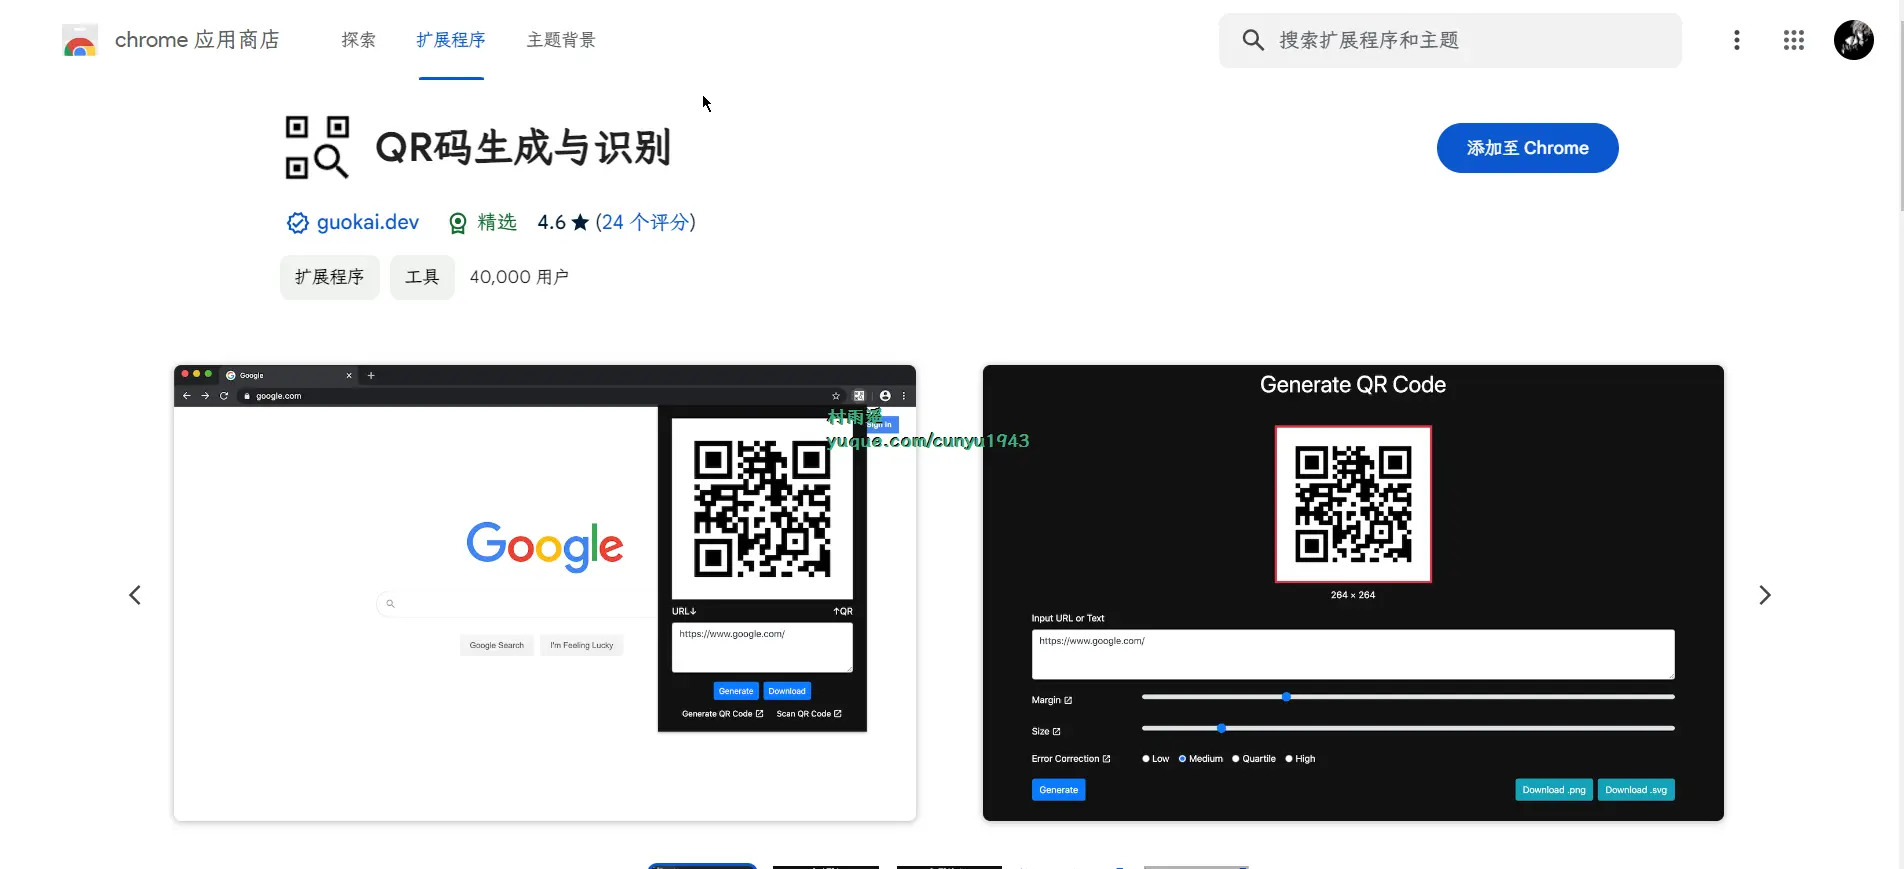 chrome 应用商店
探索
扩展程序
主题背景
搜索扩展程序和主题
QR码生成与识别
添加至 Chrome
guokai.dev
精选
4.6 ★ (24 个评分)
扩展程序
工具
40,000 用户
Google
google.com
Sign in
村雨遥
yuque.com/cunyu1943
Google
Google Search
I'm Feeling Lucky
URL↓
↑QR
https://www.google.com/
Generate
Download
Generate QR Code
Scan QR Code
Generate QR Code
264 × 264
Input URL or Text
https://www.google.com/
Margin
Size
Error Correction
Low
Medium
Quartile
High
Generate
Download .png
Download .svg